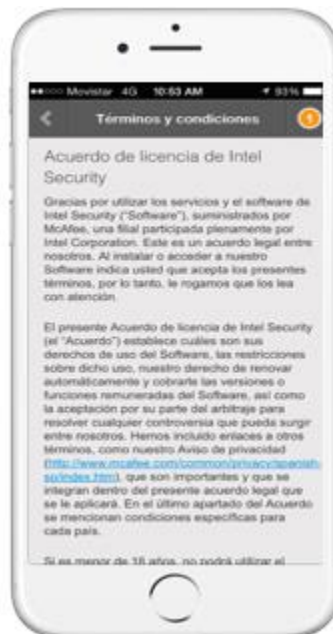 Movistar 4G 10:53 AM 93%
Términos y condiciones
1
Acuerdo de licencia de Intel
Security
Gracias por utilizar los servicios y el software de
Intel Security ("Software"), suministrados por
McAfee, una filial participada plenamente por
Intel Corporation. Este es un acuerdo legal entre
nosotros. Al instalar o acceder a nuestro
Software indica usted que acepta los presentes
términos, por lo tanto, le rogamos que los lea
con atención.
El presente Acuerdo de licencia de Intel Security
(el "Acuerdo") establece cuáles son sus
derechos de uso del Software, las restricciones
sobre dicho uso, nuestro derecho de renovar
automáticamente y cobrarle las versiones o
funciones remuneradas del Software, así como
la aceptación por su parte del arbitraje para
resolver cualquier controversia que pueda surgir
entre nosotros. Hemos incluido enlaces a otros
términos, como nuestro Aviso de privacidad
(http://www.mcafee.com/common/privacy/spanish-
sp/index.htm), que son importantes y que se
integran dentro del presente acuerdo legal que
se le aplicará. En el último apartado del Acuerdo
se mencionan condiciones específicas para
cada país.
Si es menor de 18 años, no podrá utilizar el